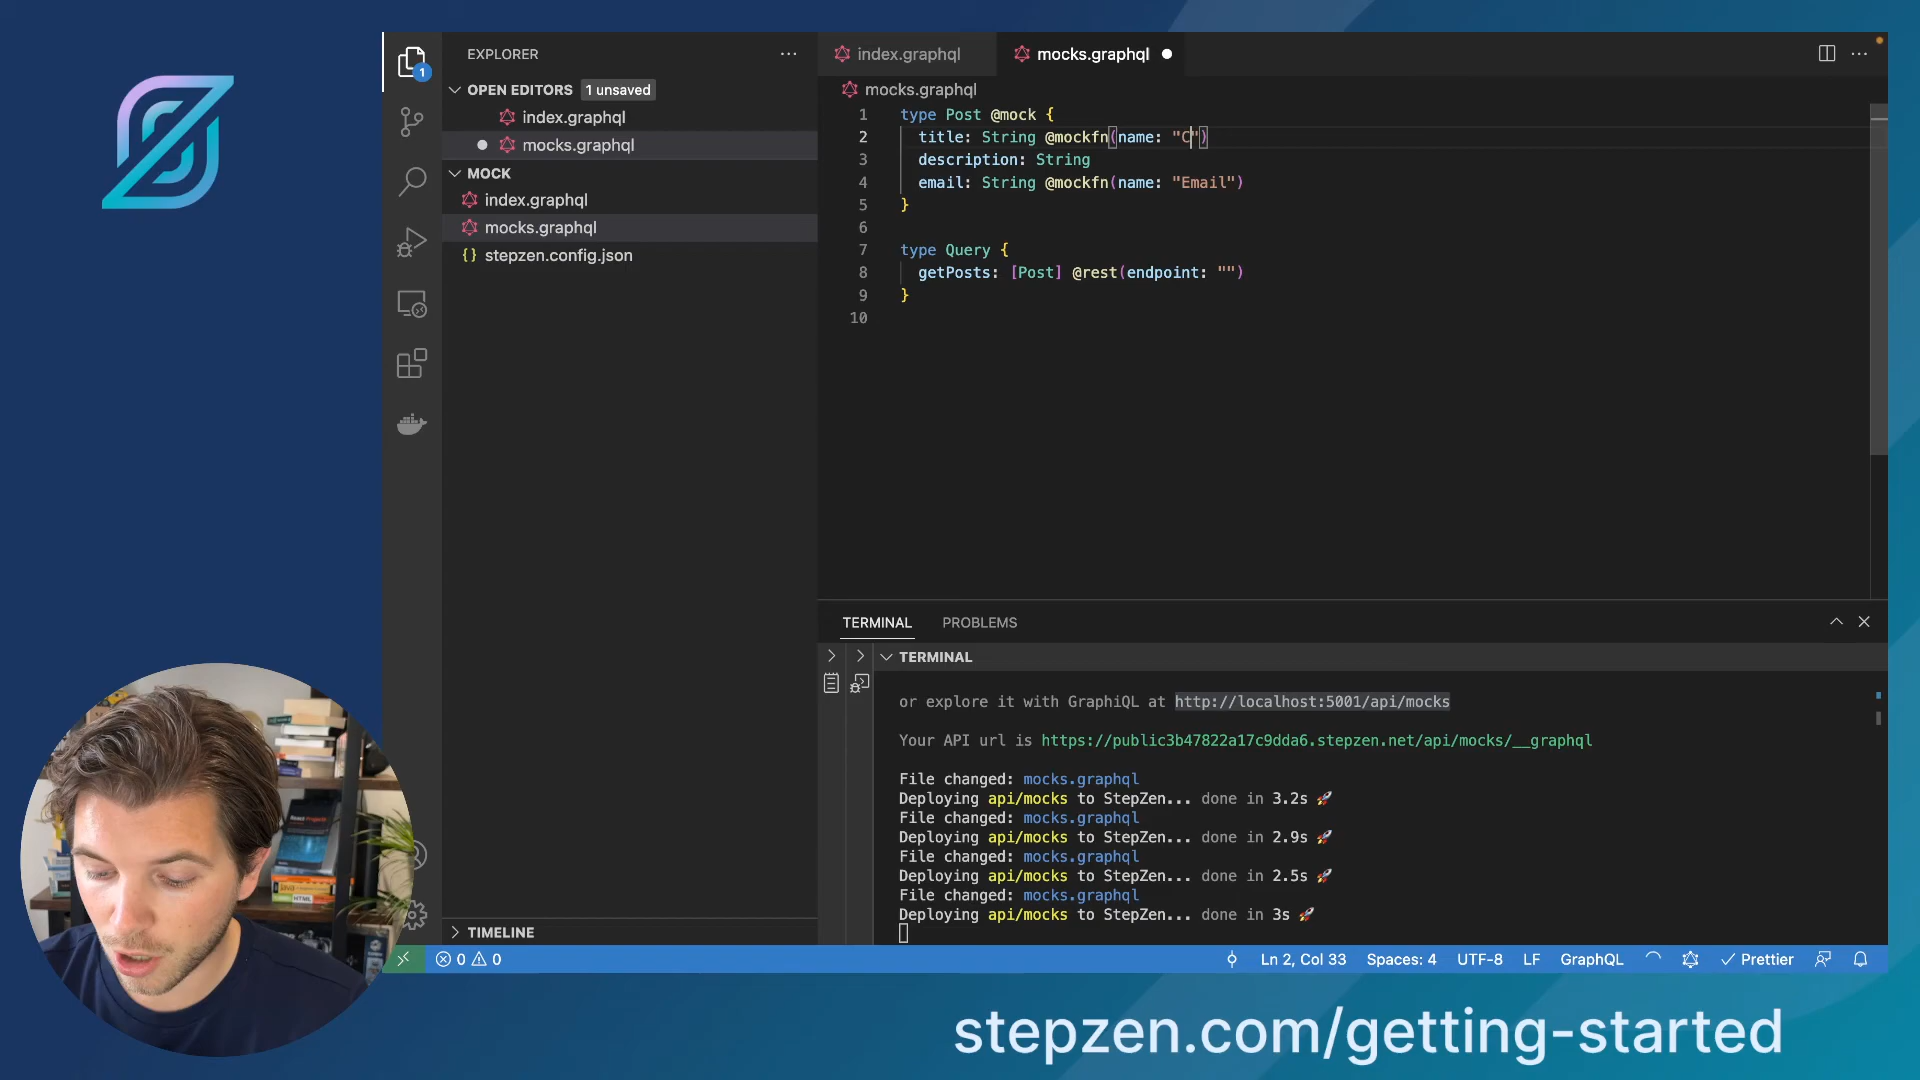 EXPLORER
OPEN EDITORS 1 unsaved
index.graphql
mocks.graphql
MOCK
index.graphql
mocks.graphql
stepzen.config.json
TIMELINE
index.graphql
mocks.graphql
mocks.graphql
1 type Post @mock {
2 title: String @mockfn(name: "C")
3 description: String
4 email: String @mockfn(name: "Email")
5 }
6
7 type Query {
8 getPosts: [Post] @rest(endpoint: "")
9 }
10
TERMINAL PROBLEMS
TERMINAL
or explore it with GraphiQL at http://localhost:5001/api/mocks
Your API url is https://public3b47822a17c9dda6.stepzen.net/api/mocks/__graphql
File changed: mocks.graphql
Deploying api/mocks to StepZen... done in 3.2s 🚀
File changed: mocks.graphql
Deploying api/mocks to StepZen... done in 2.9s 🚀
File changed: mocks.graphql
Deploying api/mocks to StepZen... done in 2.5s 🚀
File changed: mocks.graphql
Deploying api/mocks to StepZen... done in 3s 🚀
0 0 Ln 2, Col 33 Spaces: 4 UTF-8 LF GraphQL Prettier
1
React Projects
HTML
stepzen.com/getting-started